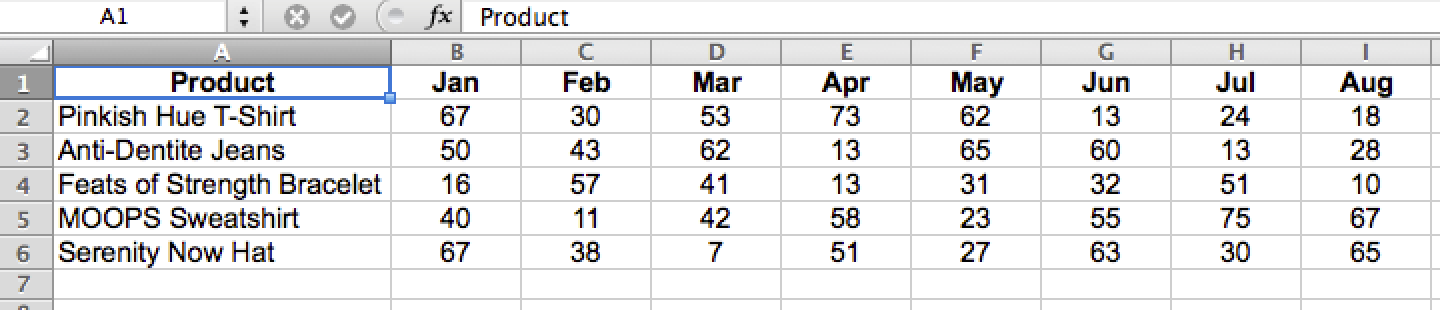 A1 fx Product
A B C D E F G H I
1 Product Jan Feb Mar Apr May Jun Jul Aug
2 Pinkish Hue T-Shirt 67 30 53 73 62 13 24 18
3 Anti-Dentite Jeans 50 43 62 13 65 60 13 28
4 Feats of Strength Bracelet 16 57 41 13 31 32 51 10
5 MOOPS Sweatshirt 40 11 42 58 23 55 75 67
6 Serenity Now Hat 67 38 7 51 27 63 30 65
7